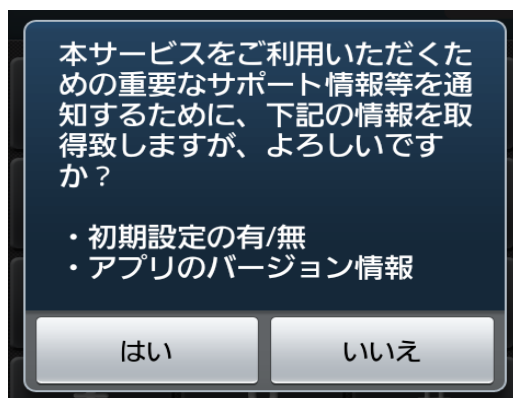 本サービスをご利用いただくた
めの重要なサポート情報等を通
知するために、下記の情報を取
得致しますが、よろしいです
か？
・初期設定の有/無
・アプリのバージョン情報
はい
いいえ